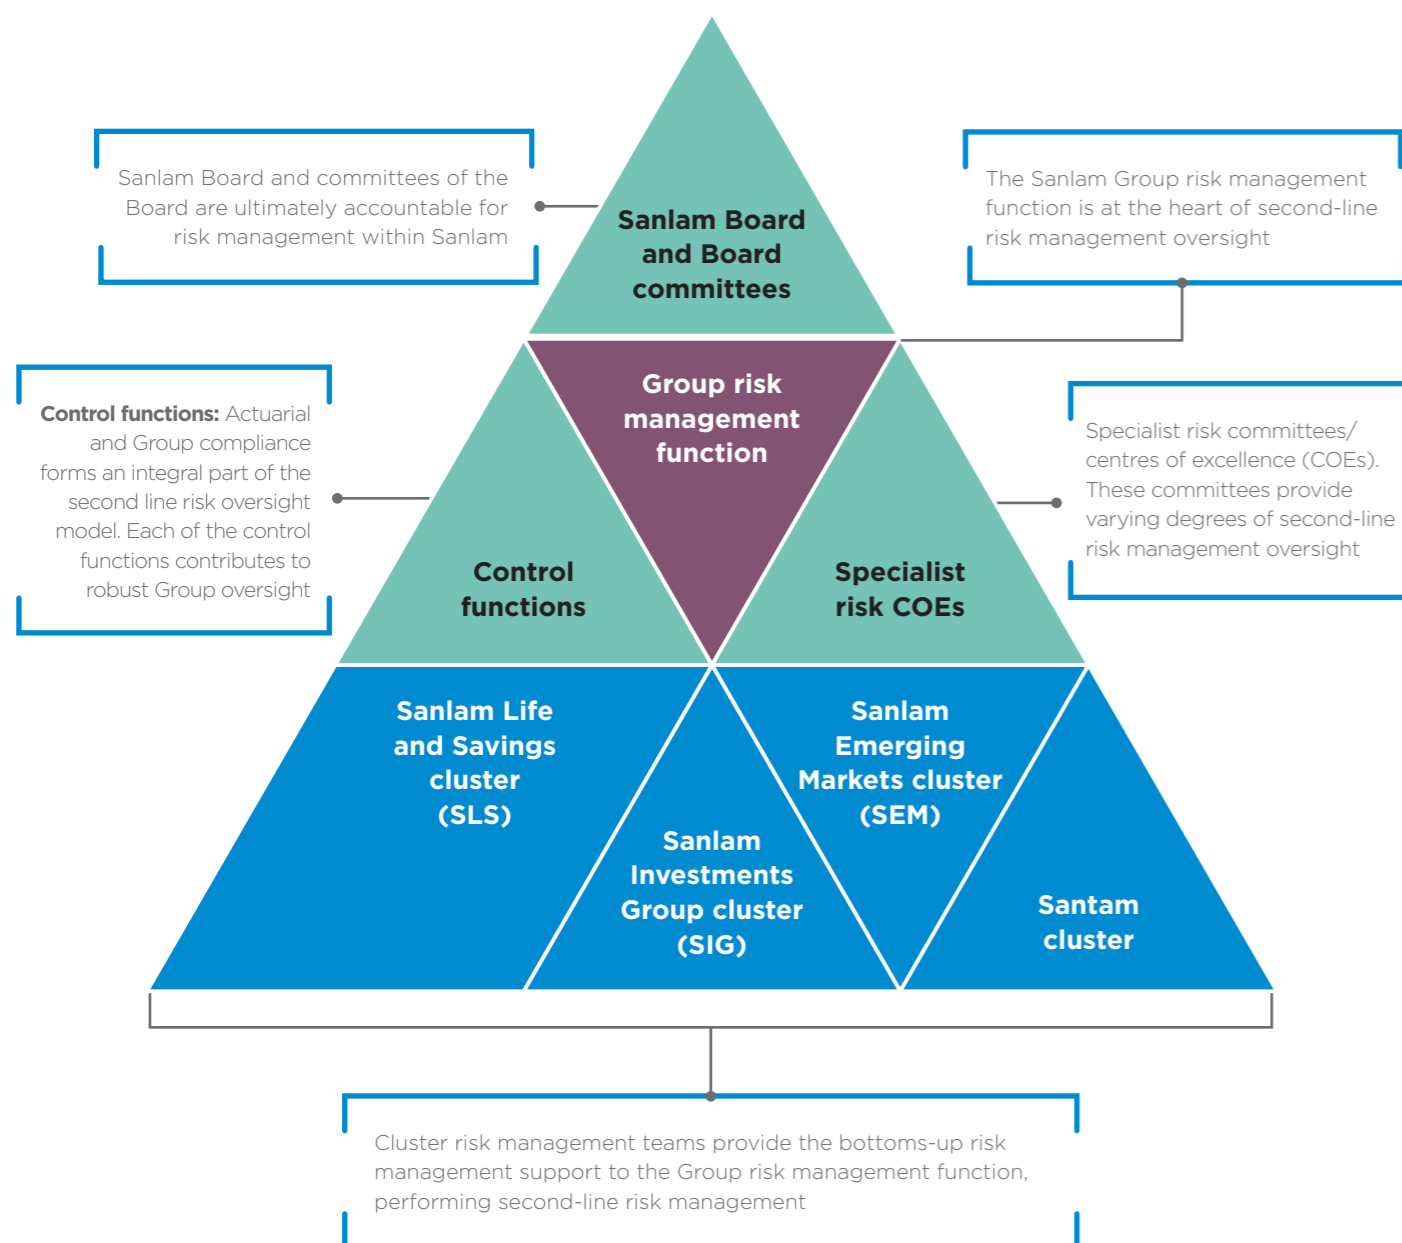 Sanlam Board and committees of the
Board are ultimately accountable for
risk management within Sanlam
The Sanlam Group risk management
function is at the heart of second-line
risk management oversight
Sanlam Board
and Board
committees
Group risk
management
function
Control functions: Actuarial
and Group compliance
forms an integral part of the
second line risk oversight
model. Each of the control
functions contributes to
robust Group oversight
Specialist risk committees/
centres of excellence (COEs).
These committees provide
varying degrees of second-line
risk management oversight
Control
functions
Specialist
risk COEs
Sanlam Life
and Savings
cluster
(SLS)
Sanlam
Investments
Group cluster
(SIG)
Sanlam
Emerging
Markets cluster
(SEM)
Santam
cluster
Cluster risk management teams provide the bottoms-up risk
management support to the Group risk management function,
performing second-line risk management